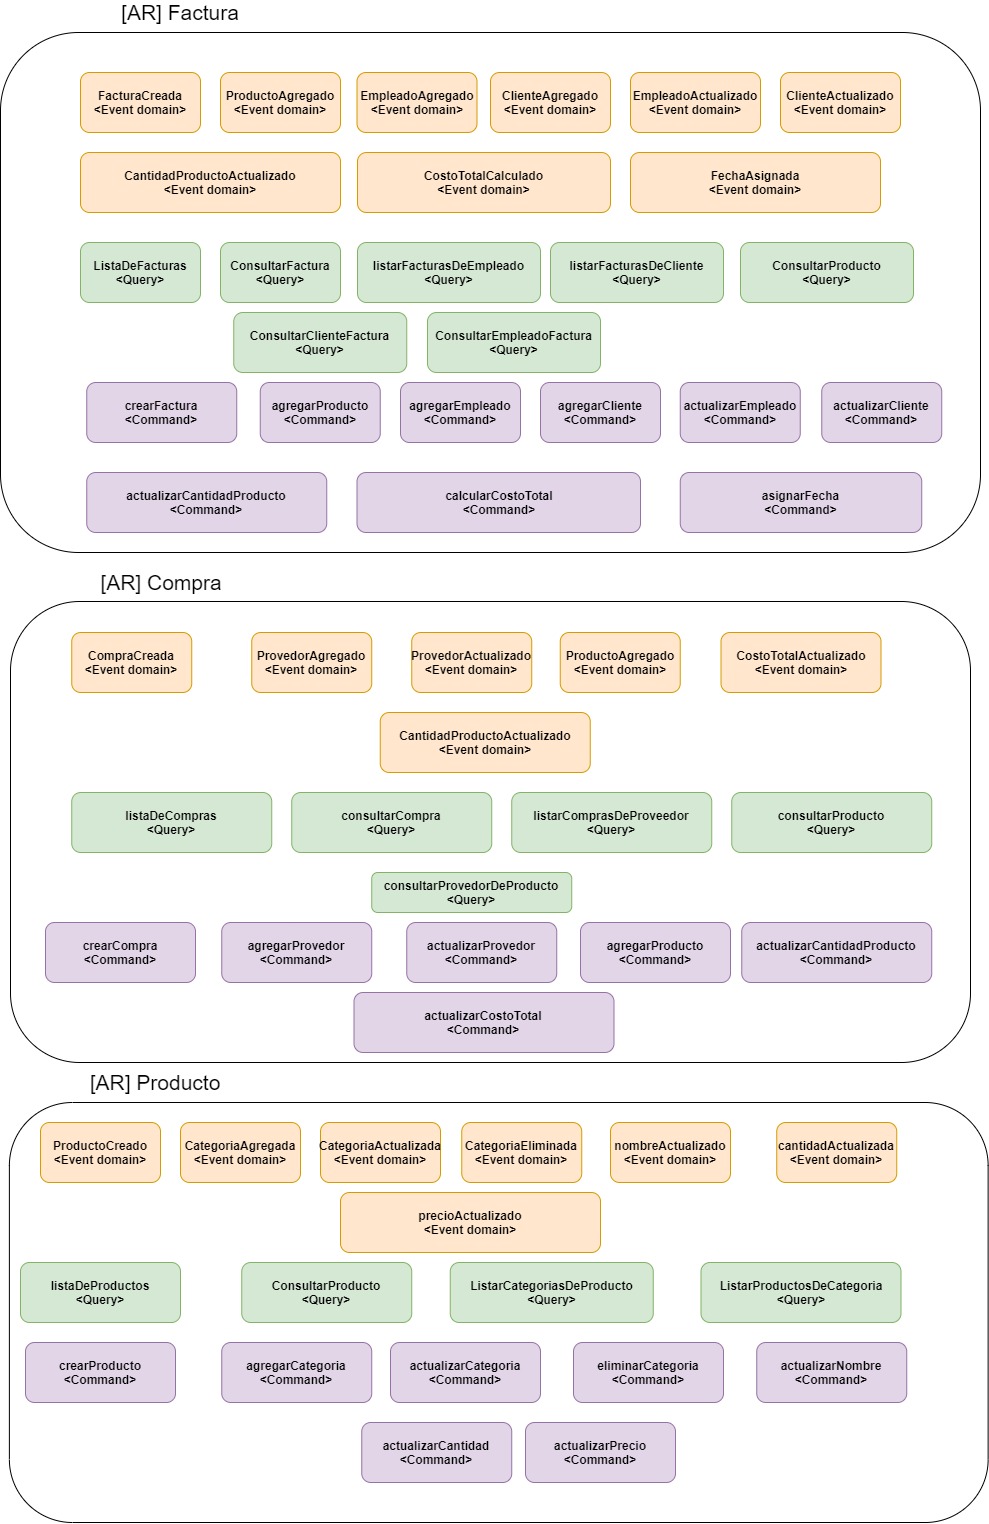 [AR] Factura
FacturaCreada
<Event domain>
ProductoAgregado
<Event domain>
EmpleadoAgregado
<Event domain>
ClienteAgregado
<Event domain>
EmpleadoActualizado
<Event domain>
ClienteActualizado
<Event domain>
CantidadProductoActualizado
<Event domain>
CostoTotalCalculado
<Event domain>
FechaAsignada
<Event domain>
ListaDeFacturas
<Query>
ConsultarFactura
<Query>
listarFacturasDeEmpleado
<Query>
listarFacturasDeCliente
<Query>
ConsultarProducto
<Query>
ConsultarClienteFactura
<Query>
ConsultarEmpleadoFactura
<Query>
crearFactura
<Command>
agregarProducto
<Command>
agregarEmpleado
<Command>
agregarCliente
<Command>
actualizarEmpleado
<Command>
actualizarCliente
<Command>
actualizarCantidadProducto
<Command>
calcularCostoTotal
<Command>
asignarFecha
<Command>
[AR] Compra
CompraCreada
<Event domain>
ProvedorAgregado
<Event domain>
ProvedorActualizado
<Event domain>
ProductoAgregado
<Event domain>
CostoTotalActualizado
<Event domain>
CantidadProductoActualizado
<Event domain>
listaDeCompras
<Query>
consultarCompra
<Query>
listarComprasDeProveedor
<Query>
consultarProducto
<Query>
consultarProvedorDeProducto
<Query>
crearCompra
<Command>
agregarProvedor
<Command>
actualizarProvedor
<Command>
agregarProducto
<Command>
actualizarCantidadProducto
<Command>
actualizarCostoTotal
<Command>
[AR] Producto
ProductoCreado
<Event domain>
CategoriaAgregada
<Event domain>
CategoriaActualizada
<Event domain>
CategoriaEliminada
<Event domain>
nombreActualizado
<Event domain>
cantidadActualizada
<Event domain>
precioActualizado
<Event domain>
listaDeProductos
<Query>
ConsultarProducto
<Query>
ListarCategoriasDeProducto
<Query>
ListarProductosDeCategoria
<Query>
crearProducto
<Command>
agregarCategoria
<Command>
actualizarCategoria
<Command>
eliminarCategoria
<Command>
actualizarNombre
<Command>
actualizarCantidad
<Command>
actualizarPrecio
<Command>